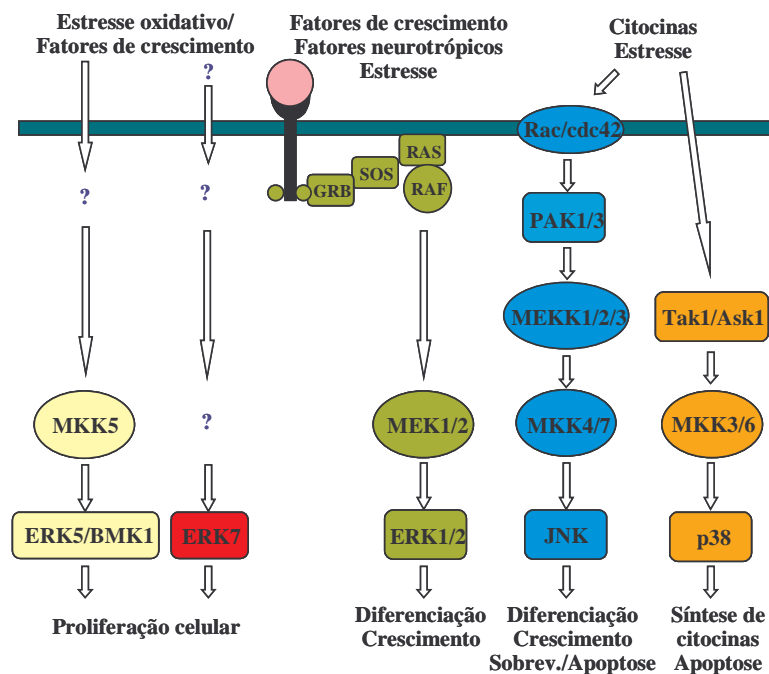 Estresse oxidativo/
Fatores de crescimento
Fatores de crescimento
Fatores neurotrópicos
Estresse
Citocinas
Estresse
?
Rac/cdc42
RAS
SOS
GRB
RAF
?
?
PAK1/3
MEKK1/2/3
Tak1/Ask1
MKK5
?
MEK1/2
MKK4/7
MKK3/6
ERK5/BMK1
ERK7
ERK1/2
JNK
p38
Proliferação celular
Diferenciação
Crescimento
Diferenciação
Crescimento
Sobrev./Apoptose
Síntese de
citocinas
Apoptose